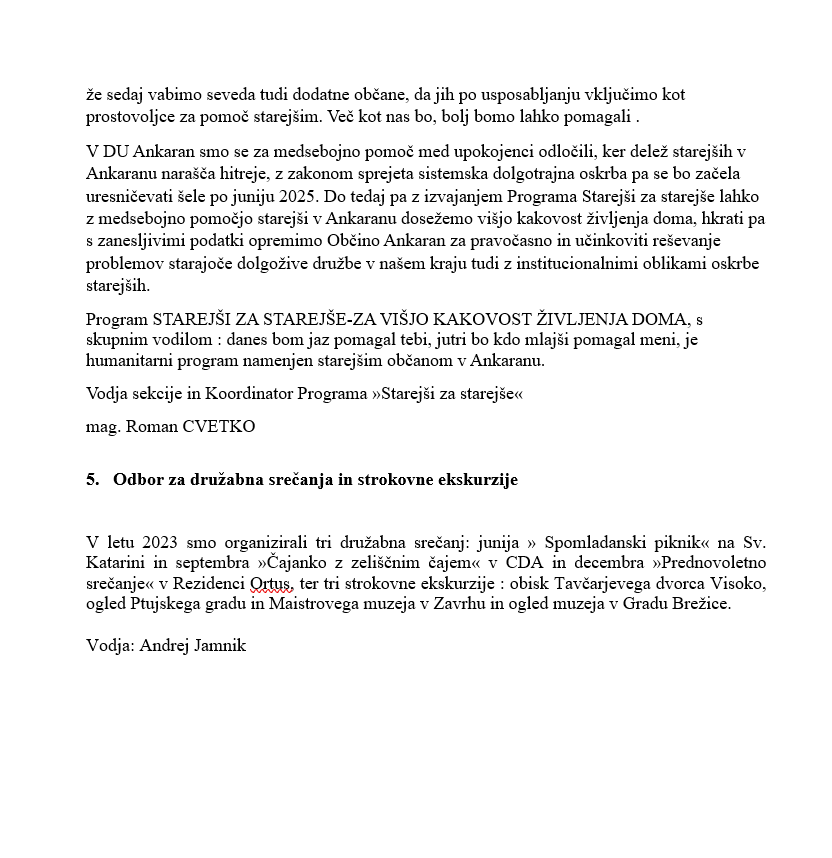 že sedaj vabimo seveda tudi dodatne občane, da jih po usposabljanju vključimo kot
prostovoljce za pomoč starejšim. Več kot nas bo, bolj bomo lahko pomagali .
V DU Ankaran smo se za medsebojno pomoč med upokojenci odločili, ker delež starejših v
Ankaranu narašča hitreje, z zakonom sprejeta sistemska dolgotrajna oskrba pa se bo začela
uresničevati šele po juniju 2025. Do tedaj pa z izvajanjem Programa Starejši za starejše lahko
z medsebojno pomočjo starejši v Ankaranu dosežemo višjo kakovost življenja doma, hkrati pa
s zanesljivimi podatki opremimo Občino Ankaran za pravočasno in učinkoviti reševanje
problemov starajoče dolgožive družbe v našem kraju tudi z institucionalnimi oblikami oskrbe
starejših.
Program STAREJŠI ZA STAREJŠE-ZA VIŠJO KAKOVOST ŽIVLJENJA DOMA, s
skupnim vodilom : danes bom jaz pomagal tebi, jutri bo kdo mlajši pomagal meni, je
humanitarni program namenjen starejšim občanom v Ankaranu.
Vodja sekcije in Koordinator Programa »Starejši za starejše«
mag. Roman CVETKO
5. Odbor za družabna srečanja in strokovne ekskurzije
V letu 2023 smo organizirali tri družabna srečanj: junija » Spomladanski piknik« na Sv.
Katarini in septembra »Čajanko z zeliščnim čajem« v CDA in decembra »Prednovoletno
srečanje« v Rezidenci Ortus, ter tri strokovne ekskurzije : obisk Tavčarjevega dvorca Visoko,
ogled Ptujskega gradu in Maistrovega muzeja v Zavrhu in ogled muzeja v Gradu Brežice.
Vodja: Andrej Jamnik